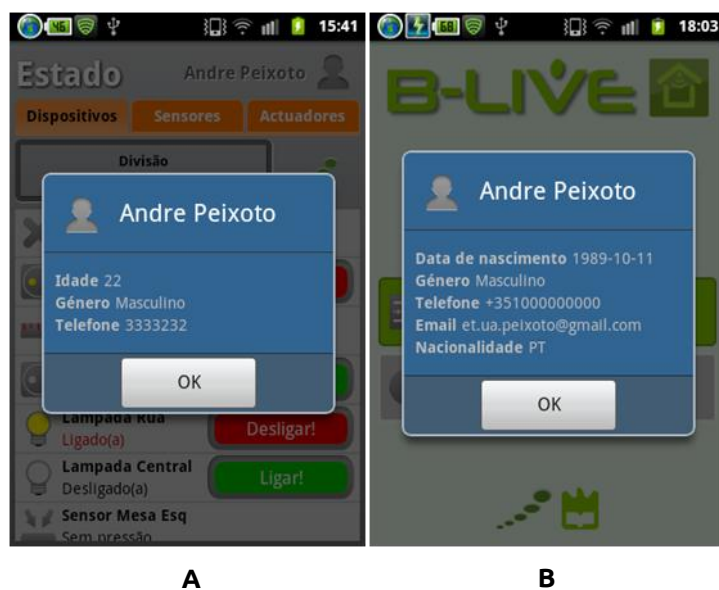 46
15:41
Estado
Andre Peixoto
Dispositivos
Sensores
Actuadores
Divisão
Andre Peixoto
Idade 22
Género Masculino
Telefone 3333232
OK
Lampada Rua
Ligado(a)
Desligar!
Lampada Central
Desligado(a)
Ligar!
Sensor Mesa Esq
Sem pressão
A
68
18:03
B-LIVE
Andre Peixoto
Data de nascimento 1989-10-11
Género Masculino
Telefone +351000000000
Email et.ua.peixoto@gmail.com
Nacionalidade PT
OK
B